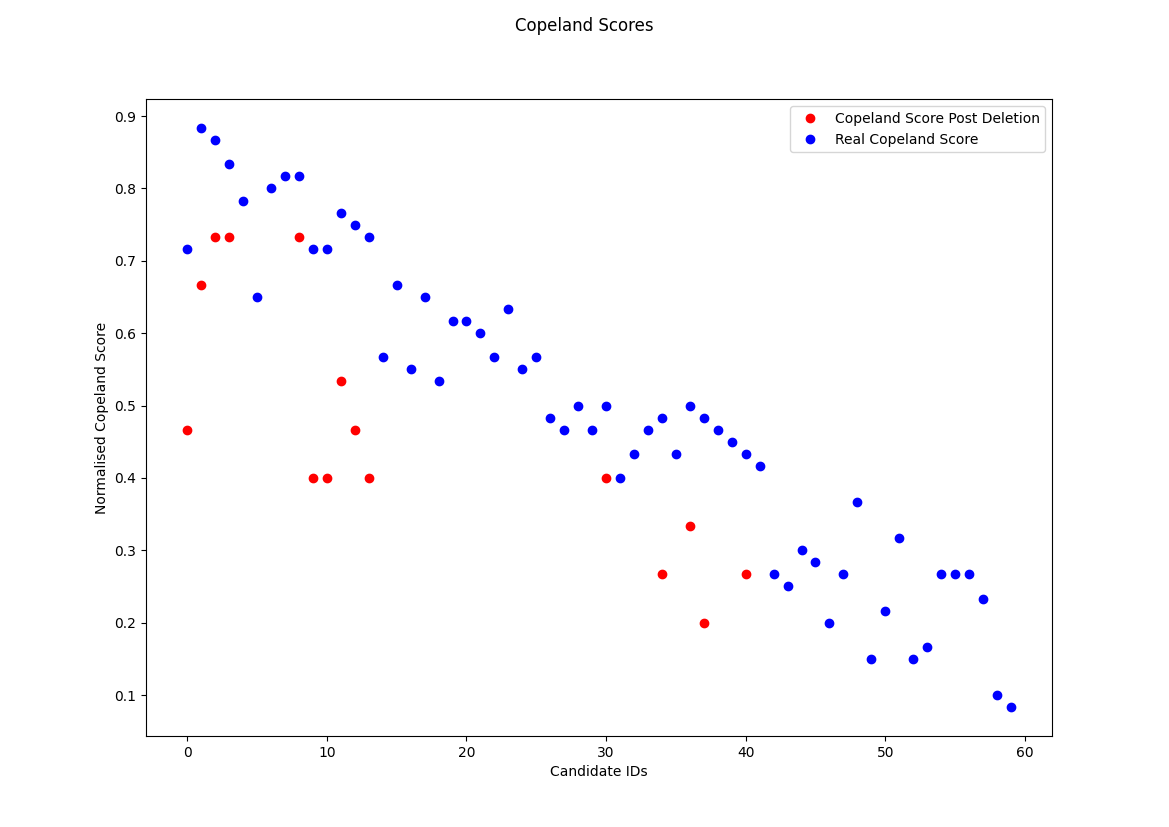 Copeland Scores
Copeland Score Post Deletion
Real Copeland Score
Normalised Copeland Score
0.9
0.8
0.7
0.6
0.5
0.4
0.3
0.2
0.1
0 10 20 30 40 50 60
Candidate IDs